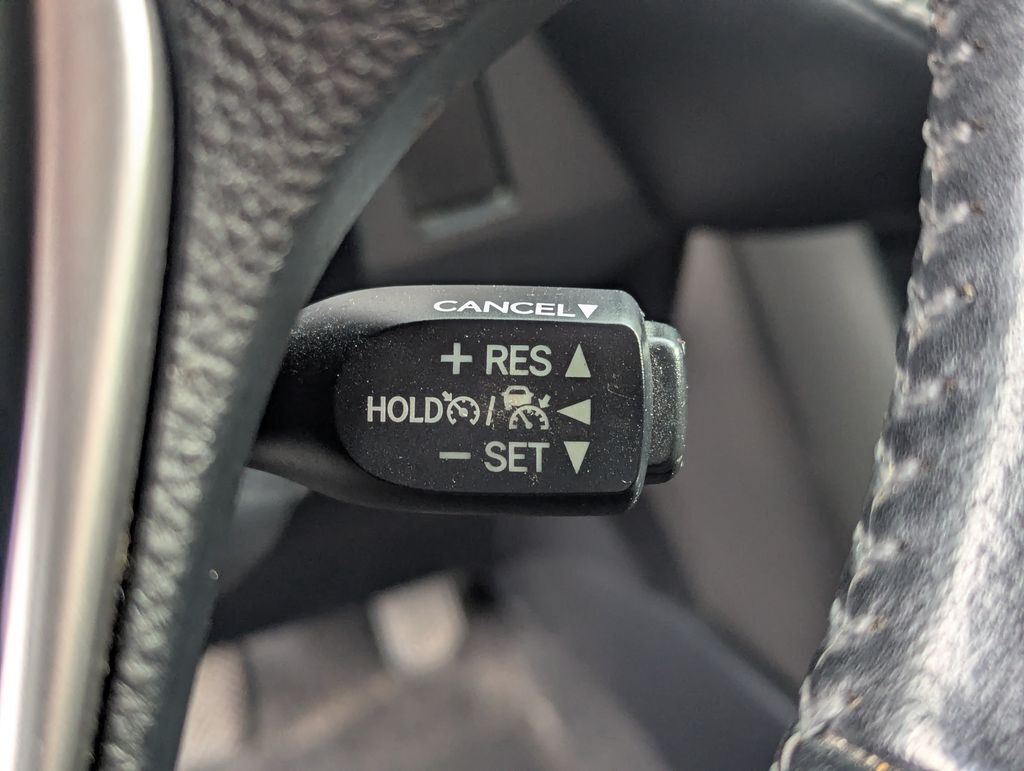 CANCEL▼
+ RES ▲
HOLD / ◀
− SET ▼